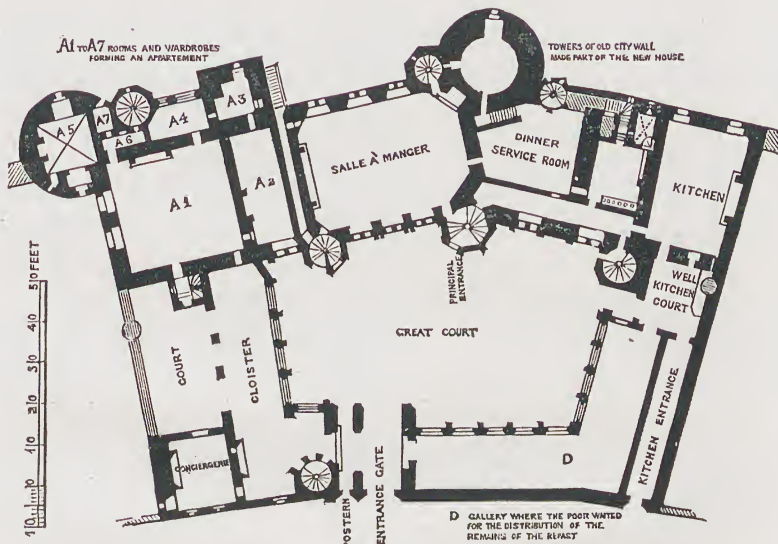 A1 TO A7 ROOMS AND WARDROBES
FORMING AN APPARTEMENT
TOWERS OF OLD CITY WALL
MADE PART OF THE NEW HOUSE
A5
A7
A6
A4
A3
A1
A2
SALLE À MANGER
DINNER
SERVICE ROOM
KITCHEN
WELL
KITCHEN
COURT
PRINCIPAL
ENTRANCE
GREAT COURT
COURT
CLOISTER
CONCIERGERIE
POSTERN
ENTRANCE GATE
KITCHEN ENTRANCE
D
50 FEET
40
30
20
10
10
D GALLERY WHERE THE POOR WAITED
FOR THE DISTRIBUTION OF THE
REMAINS OF THE REPAST